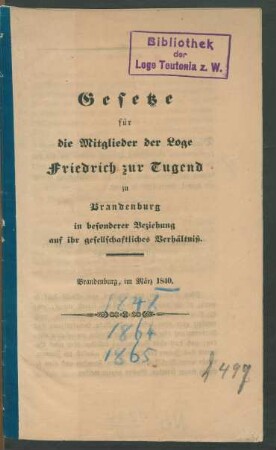 Bibliothek
der
Loge Teutonia z. W.
Gesetze
für
die Mitglieder der Loge
Friedrich zur Tugend
zu
Brandenburg
in besonderer Beziehung
auf ihr gesellschaftliches Verhältniß.
Brandenburg, im März 1840.
1864
1865
497